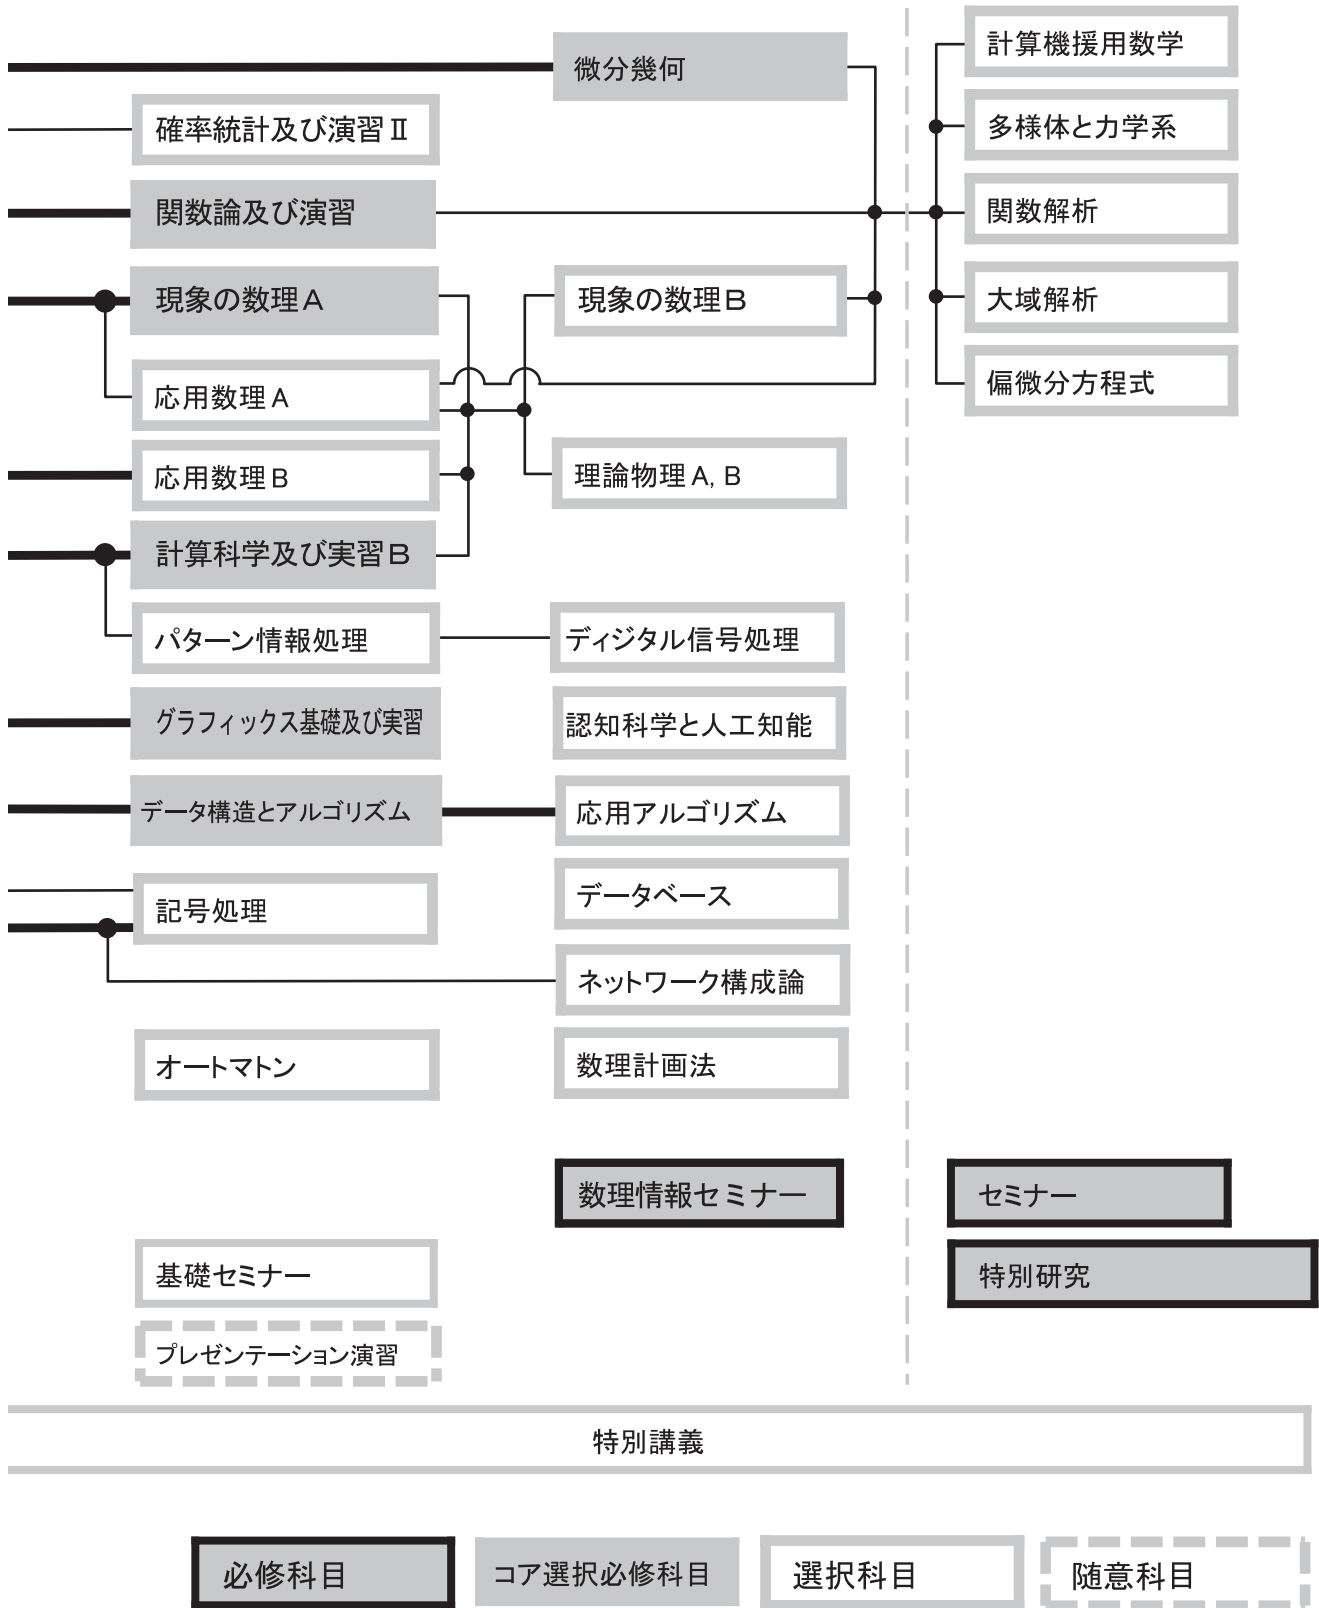 微分幾何
計算機援用数学
確率統計及び演習Ⅱ
多様体と力学系
関数論及び演習
関数解析
現象の数理A
現象の数理B
大域解析
応用数理A
偏微分方程式
応用数理B
理論物理A, B
計算科学及び実習B
パターン情報処理
ディジタル信号処理
グラフィックス基礎及び実習
認知科学と人工知能
データ構造とアルゴリズム
応用アルゴリズム
記号処理
データベース
ネットワーク構成論
オートマトン
数理計画法
数理情報セミナー
セミナー
基礎セミナー
特別研究
プレゼンテーション演習
特別講義
必修科目
コア選択必修科目
選択科目
随意科目